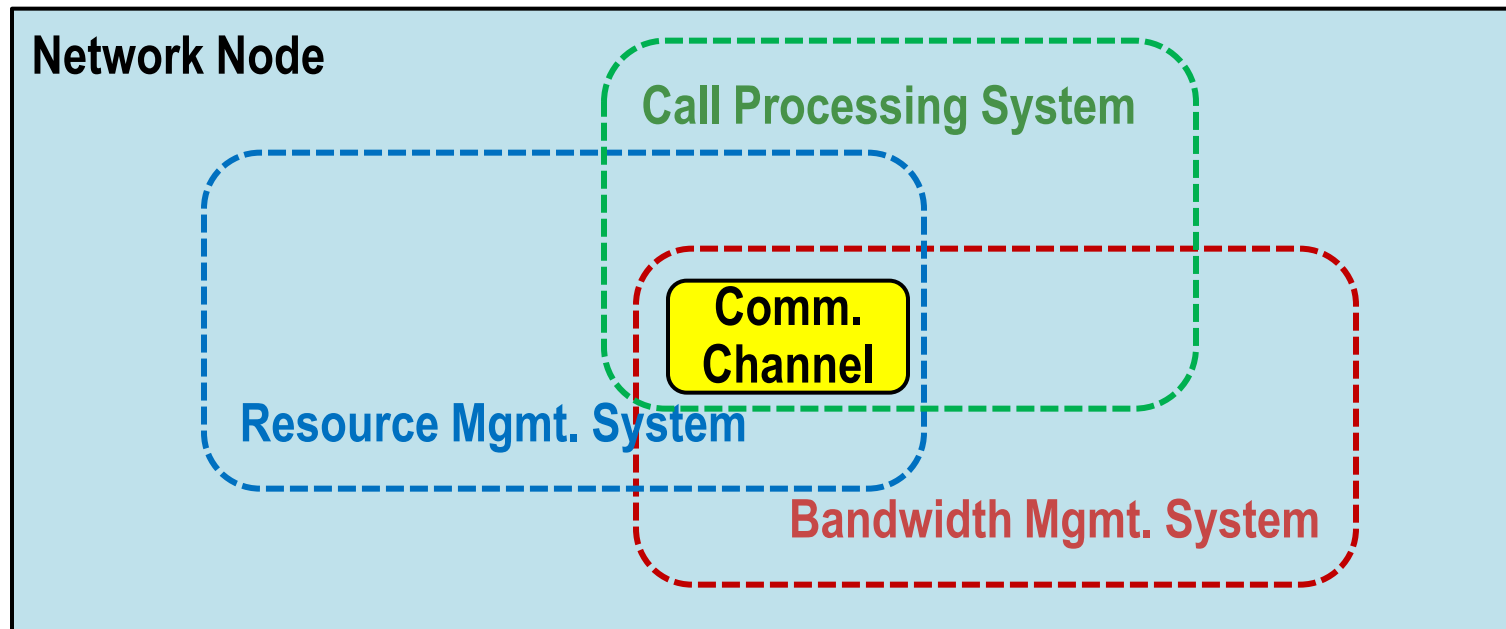 Network Node
Call Processing System
Comm.
Channel
Resource Mgmt. System
Bandwidth Mgmt. System